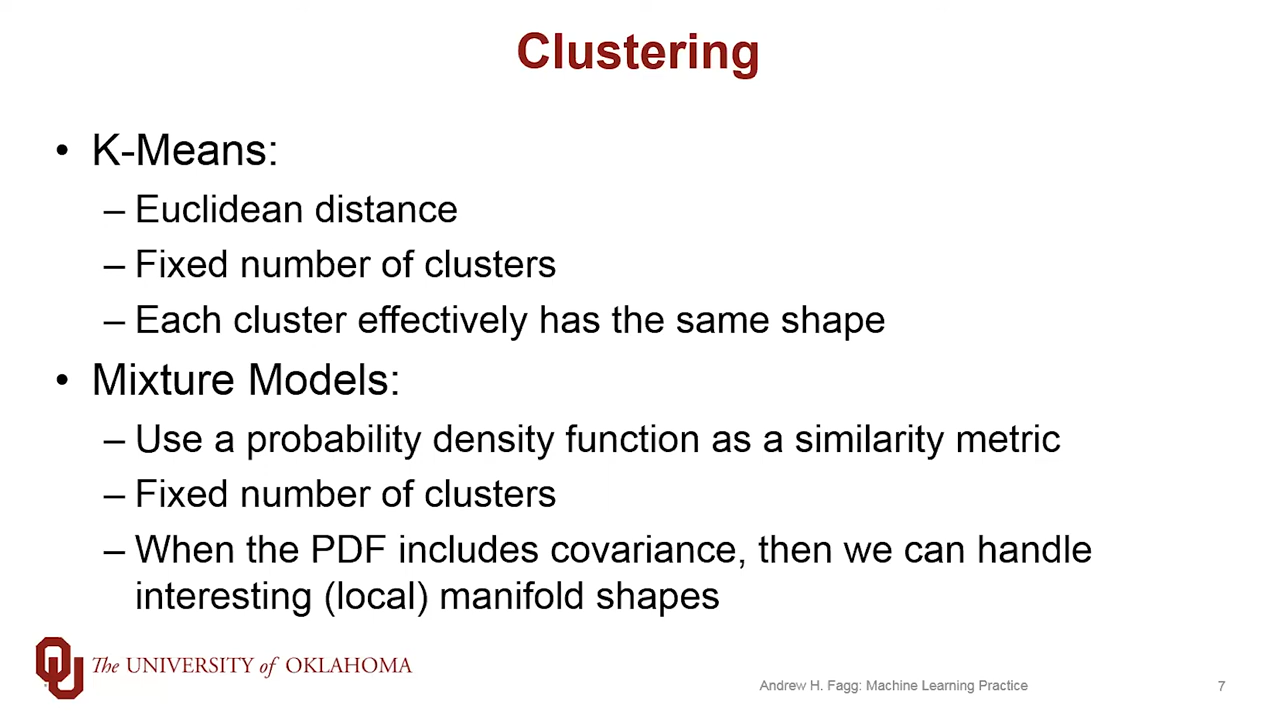 Clustering
• K-Means:
– Euclidean distance
– Fixed number of clusters
– Each cluster effectively has the same shape
• Mixture Models:
– Use a probability density function as a similarity metric
– Fixed number of clusters
– When the PDF includes covariance, then we can handle
interesting (local) manifold shapes
The UNIVERSITY of OKLAHOMA
Andrew H. Fagg: Machine Learning Practice
7